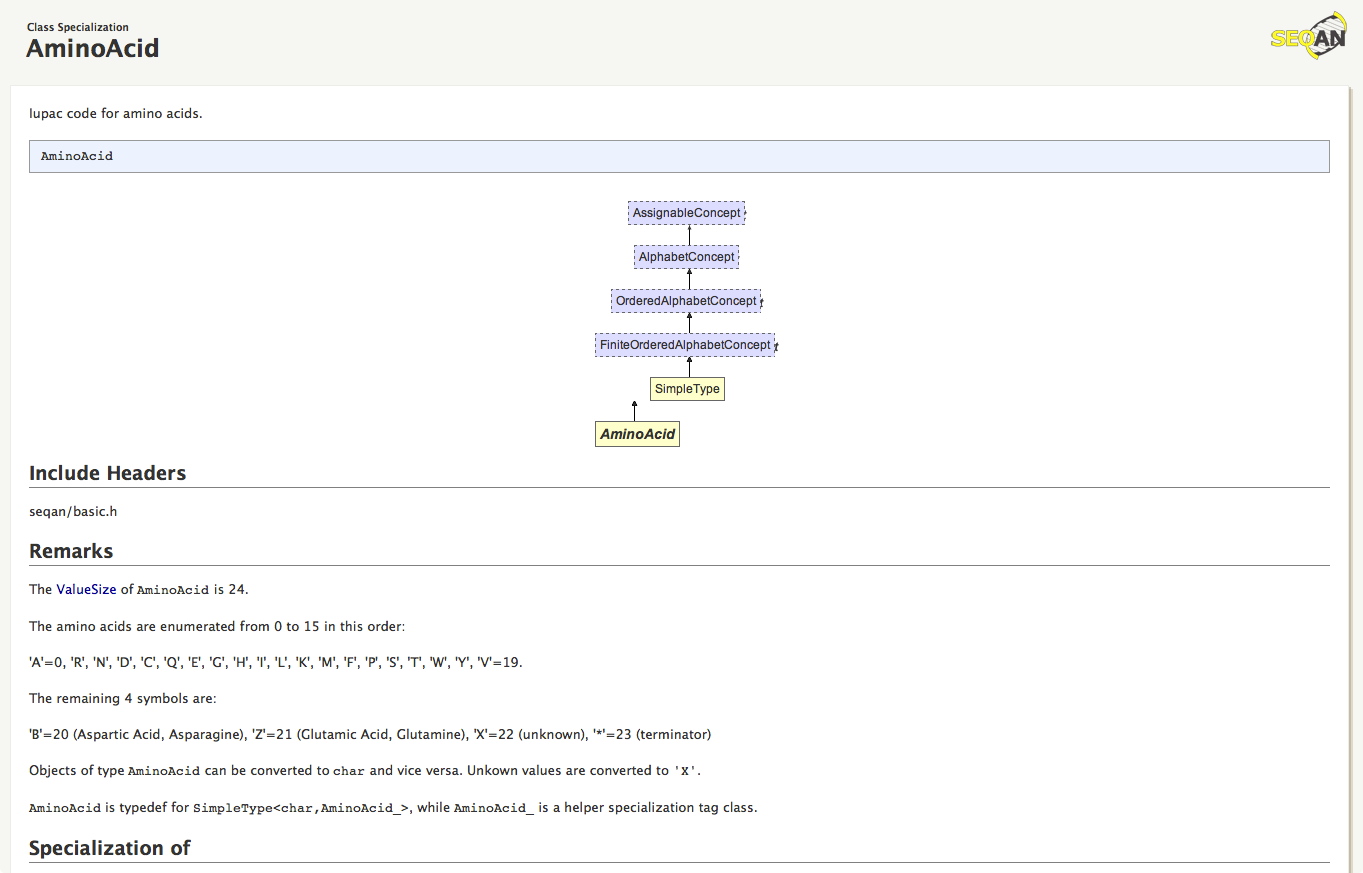 Class Specialization
AminoAcid
SEQAN
Iupac code for amino acids.
AminoAcid
AssignableConcept
AlphabetConcept
OrderedAlphabetConcept
FiniteOrderedAlphabetConcept
SimpleType
AminoAcid
Include Headers
seqan/basic.h
Remarks
The ValueSize of AminoAcid is 24.
The amino acids are enumerated from 0 to 15 in this order:
'A'=0, 'R', 'N', 'D', 'C', 'Q', 'E', 'G', 'H', 'I', 'L', 'K', 'M', 'F', 'P', 'S', 'T', 'W', 'Y', 'V'=19.
The remaining 4 symbols are:
'B'=20 (Aspartic Acid, Asparagine), 'Z'=21 (Glutamic Acid, Glutamine), 'X'=22 (unknown), '*'=23 (terminator)
Objects of type AminoAcid can be converted to char and vice versa. Unkown values are converted to 'X'.
AminoAcid is typedef for SimpleType<char,AminoAcid_>, while AminoAcid_ is a helper specialization tag class.
Specialization of